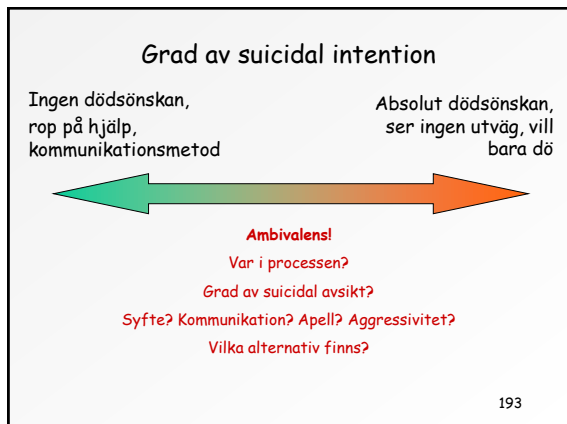 Grad av suicidal intention
Ingen dödsönskan,
rop på hjälp,
kommunikationsmetod
Absolut dödsönskan,
ser ingen utväg, vill
bara dö
Ambivalens!
Var i processen?
Grad av suicidal avsikt?
Syfte? Kommunikation? Apell? Aggressivitet?
Vilka alternativ finns?
193